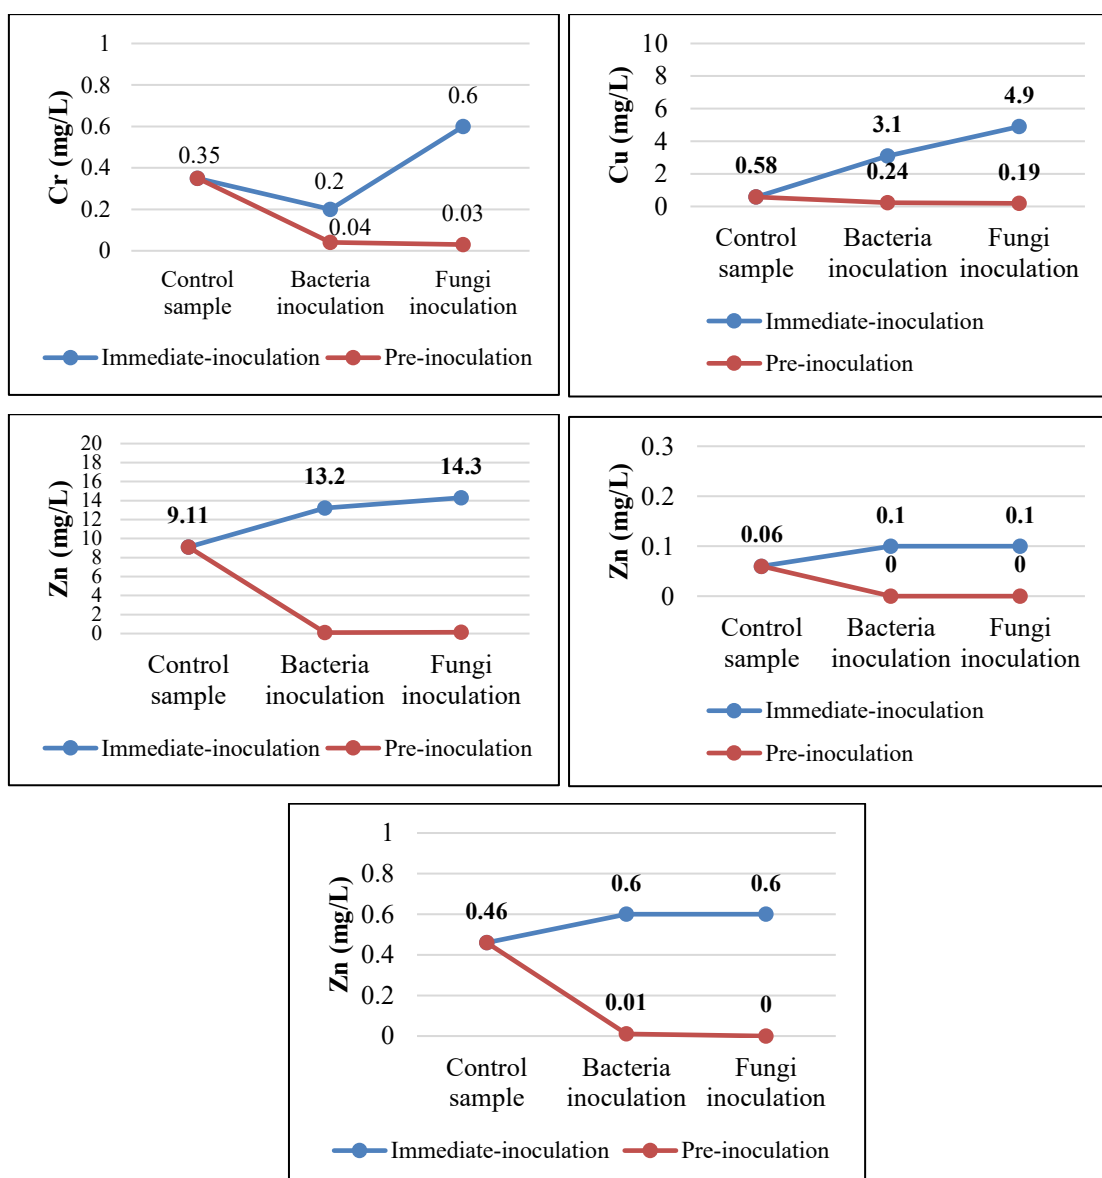 Cr (mg/L)
1
0.8
0.6
0.4
0.2
0
0.35
0.2
0.6
0.04
0.03
Control sample
Bacteria inoculation
Fungi inoculation
Immediate-inoculation
Pre-inoculation
Cu (mg/L)
10
8
6
4
2
0
0.58
3.1
4.9
0.24
0.19
Control sample
Bacteria inoculation
Fungi inoculation
Immediate-inoculation
Pre-inoculation
Zn (mg/L)
20
18
16
14
12
10
8
6
4
2
0
9.11
13.2
14.3
Control sample
Bacteria inoculation
Fungi inoculation
Immediate-inoculation
Pre-inoculation
Zn (mg/L)
0.3
0.2
0.1
0
0.06
0.1
0.1
0
0
Control sample
Bacteria inoculation
Fungi inoculation
Immediate-inoculation
Pre-inoculation
Zn (mg/L)
1
0.8
0.6
0.4
0.2
0
0.46
0.6
0.6
0.01
0
Control sample
Bacteria inoculation
Fungi inoculation
Immediate-inoculation
Pre-inoculation